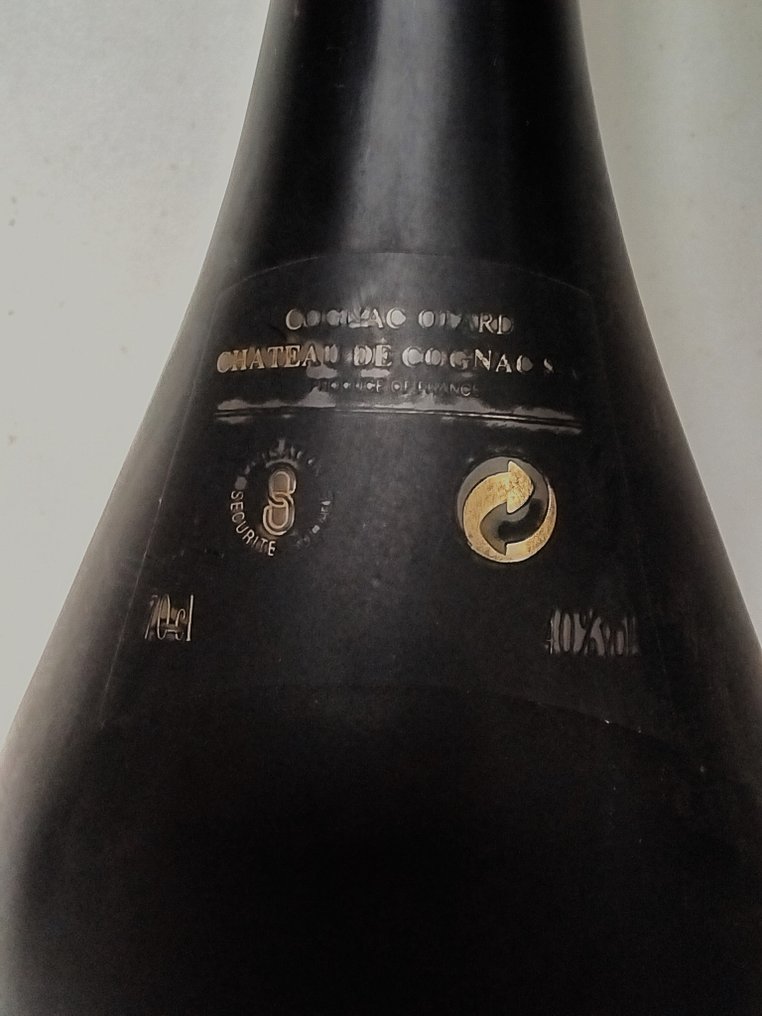 COGNAC OTARD
CHATEAU DE COGNAC S.A
PRODUCE OF FRANCE
SECURITE
70cl
40%vol